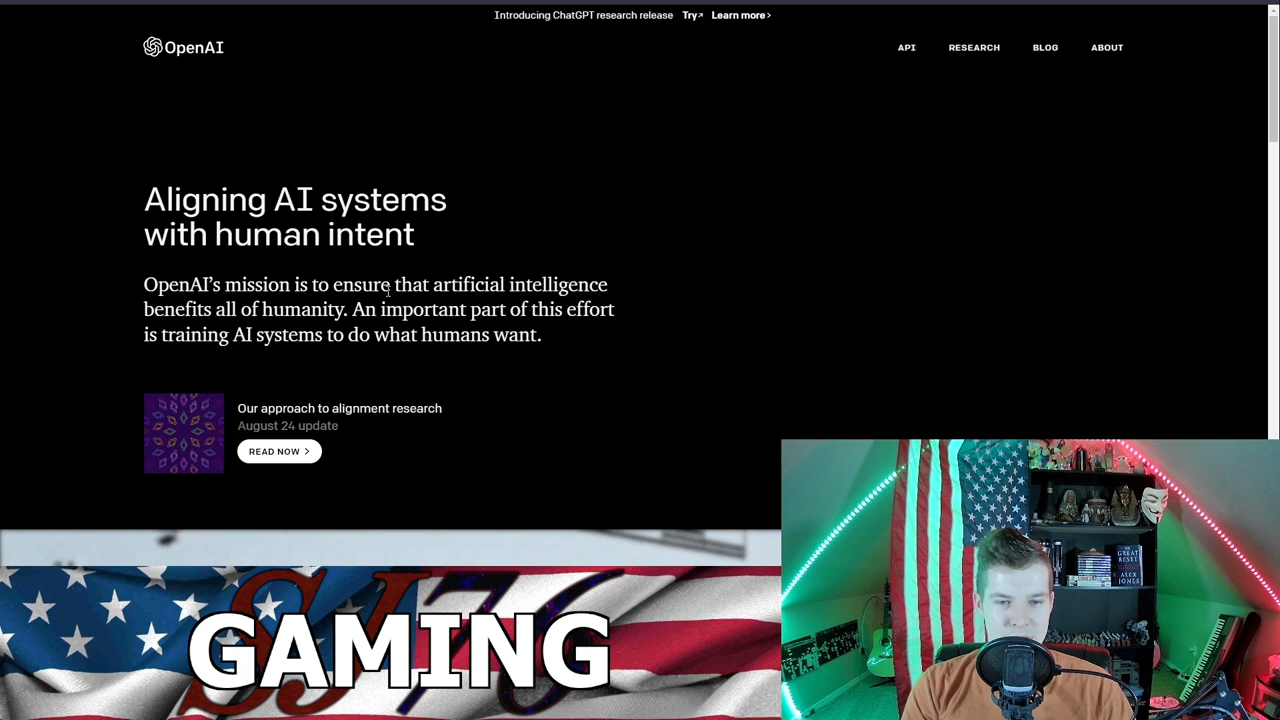 Introducing ChatGPT research release Try↗ Learn more >
OpenAI
API RESEARCH BLOG ABOUT
Aligning AI systems
with human intent
OpenAI's mission is to ensure that artificial intelligence
benefits all of humanity. An important part of this effort
is training AI systems to do what humans want.
Our approach to alignment research
August 24 update
READ NOW >
SJ76
GAMING
THE
GREAT
RESET
ALEX
JONES